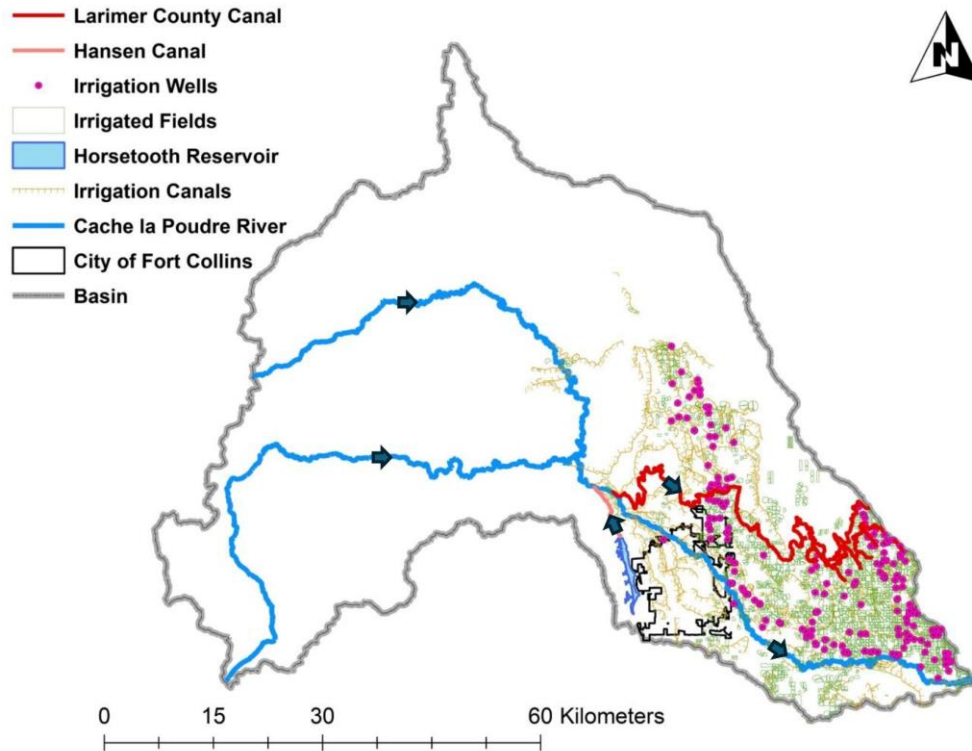 Larimer County Canal
Hansen Canal
Irrigation Wells
Irrigated Fields
Horsetooth Reservoir
Irrigation Canals
Cache la Poudre River
City of Fort Collins
Basin
N
0 15 30 60 Kilometers